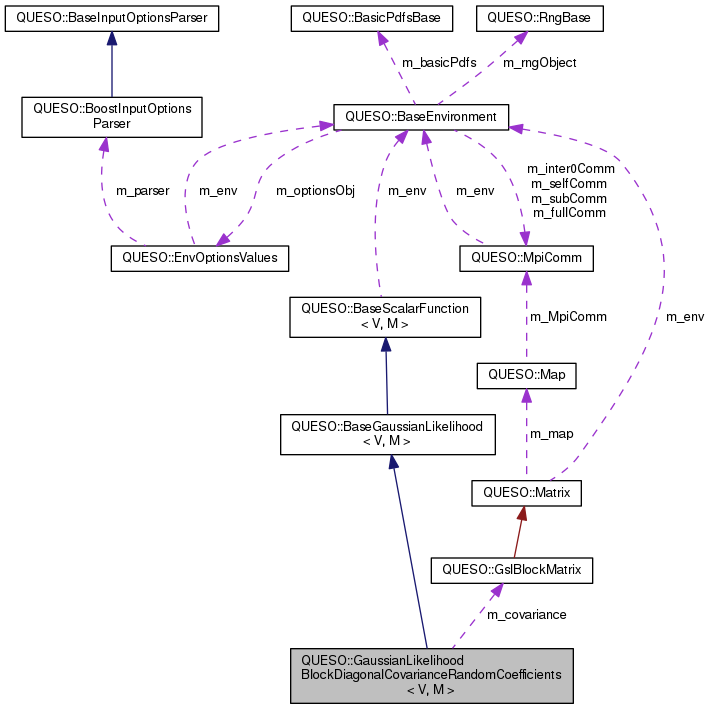 QUESO::BaseInputOptionsParser
QUESO::BasicPdfsBase
QUESO::RngBase
m_basicPdfs
m_rngObject
QUESO::BoostInputOptions
Parser
QUESO::BaseEnvironment
m_parser
m_env
m_optionsObj
m_env
m_env
m_inter0Comm
m_selfComm
m_subComm
m_fullComm
QUESO::EnvOptionsValues
QUESO::MpiComm
QUESO::BaseScalarFunction
< V, M >
m_MpiComm
m_env
QUESO::Map
QUESO::BaseGaussianLikelihood
< V, M >
m_map
QUESO::Matrix
QUESO::GslBlockMatrix
m_covariance
QUESO::GaussianLikelihood
BlockDiagonalCovarianceRandomCoefficients
< V, M >